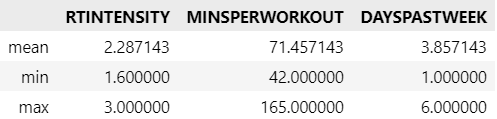 RTINTENSITY MINSPERWORKOUT DAYSPASTWEEK
mean 2.287143 71.457143 3.857143
min 1.600000 42.000000 1.000000
max 3.000000 165.000000 6.000000